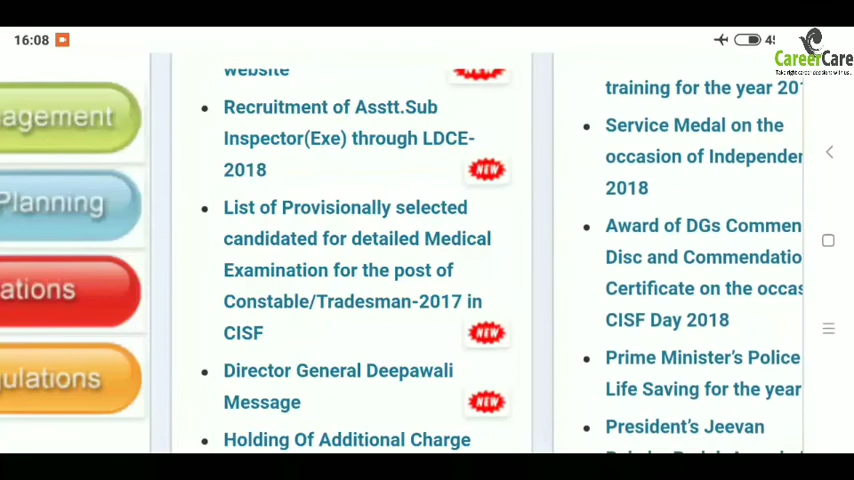 16:08
CareerCare
agement
Planning
ations
gulations
website
Recruitment of Asstt.Sub
Inspector(Exe) through LDCE-
2018
NEW
List of Provisionally selected
candidated for detailed Medical
Examination for the post of
Constable/Tradesman-2017 in
CISF
NEW
Director General Deepawali
Message
NEW
Holding Of Additional Charge
training for the year 201
Service Medal on the
occasion of Independen
2018
Award of DGs Commen
Disc and Commendatio
Certificate on the occas
CISF Day 2018
Prime Minister's Police
Life Saving for the year
President's Jeevan